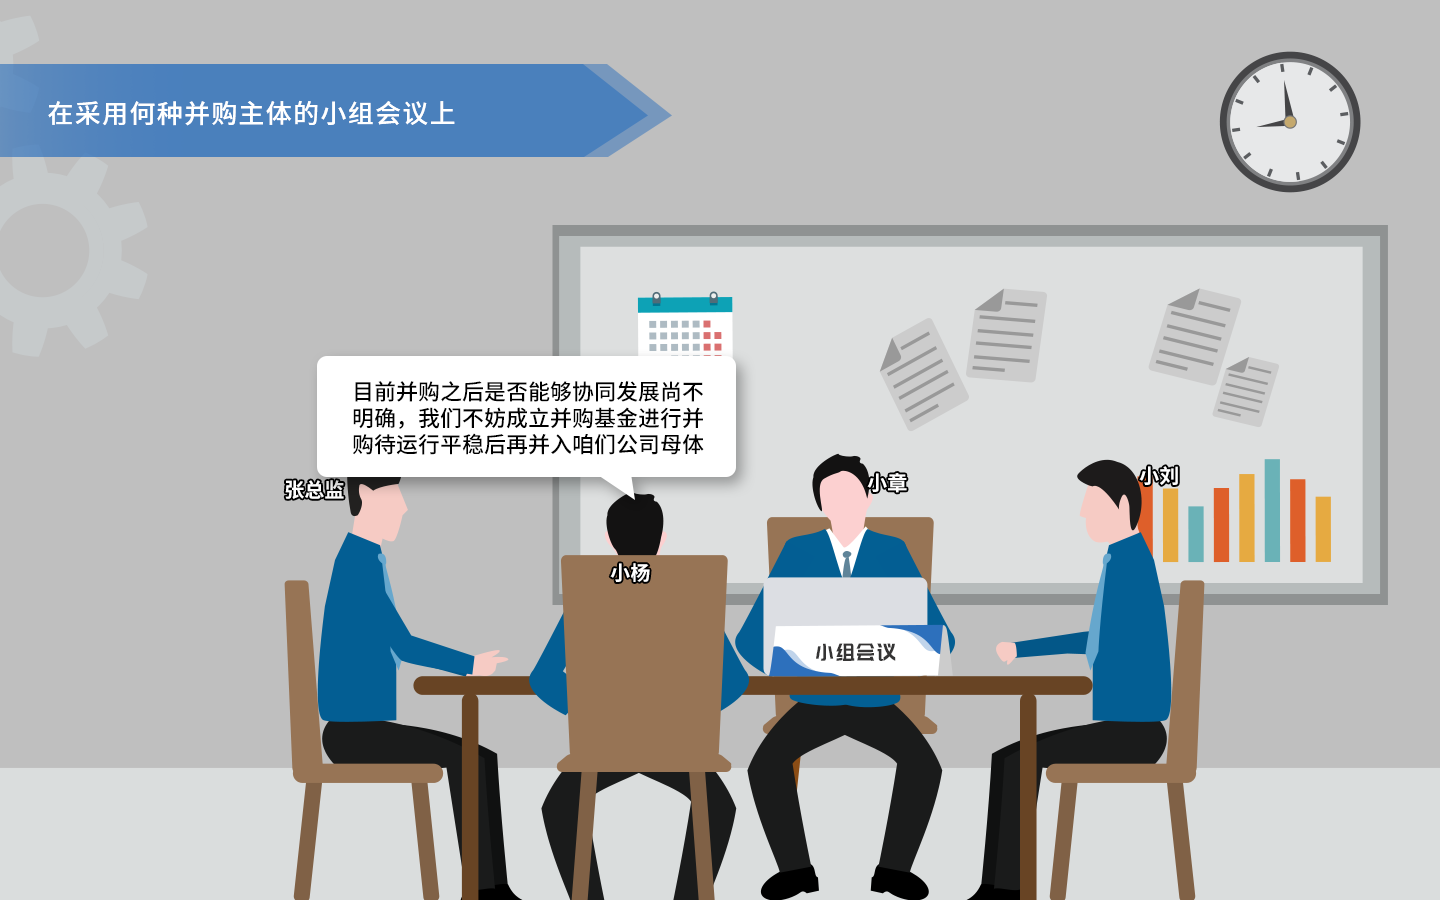 在采用何种并购主体的小组会议上
目前并购之后是否能够协同发展尚不
明确，我们不妨成立并购基金进行并
购待运行平稳后再并入咱们公司母体
张总监
小章
小刘
小杨
小组会议